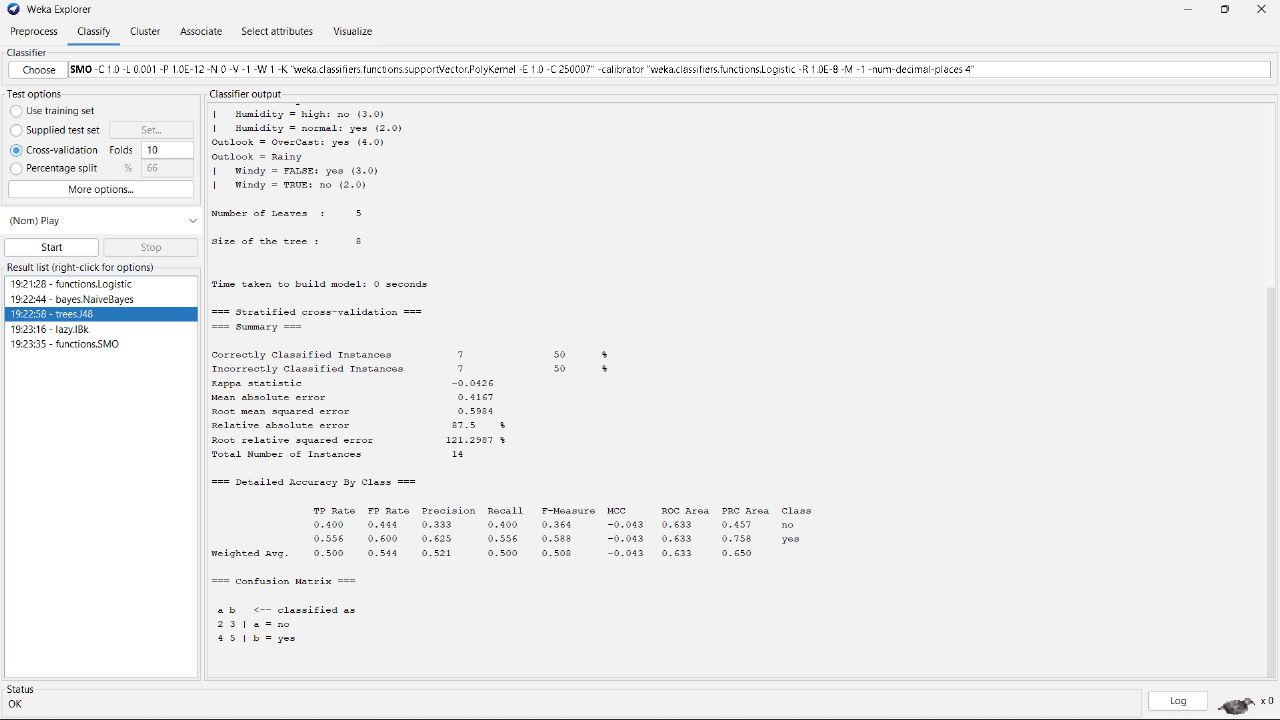 Weka Explorer
Preprocess Classify Cluster Associate Select attributes Visualize
Classifier
Choose SMO -C 1.0 -L 0.001 -P 1.0E-12 -N 0 -V -1 -W 1 -K "weka.classifiers.functions.supportVector.PolyKernel -E 1.0 -C 250007" -calibrator "weka.classifiers.functions.Logistic -R 1.0E-8 -M -1 -num-decimal-places 4"
Test options
Use training set
Supplied test set Set...
Cross-validation Folds 10
Percentage split % 66
More options...
(Nom) Play
Start Stop
Result list (right-click for options)
19:21:28 - functions.Logistic
19:22:44 - bayes.NaiveBayes
19:22:58 - trees.J48
19:23:16 - lazy.IBk
19:23:35 - functions.SMO
Classifier output
| Humidity = high: no (3.0)
| Humidity = normal: yes (2.0)
Outlook = OverCast: yes (4.0)
Outlook = Rainy
| Windy = FALSE: yes (3.0)
| Windy = TRUE: no (2.0)
Number of Leaves : 5
Size of the tree : 8
Time taken to build model: 0 seconds
=== Stratified cross-validation ===
=== Summary ===
Correctly Classified Instances 7 50 %
Incorrectly Classified Instances 7 50 %
Kappa statistic -0.0426
Mean absolute error 0.4167
Root mean squared error 0.5984
Relative absolute error 87.5 %
Root relative squared error 121.2987 %
Total Number of Instances 14
=== Detailed Accuracy By Class ===
TP Rate FP Rate Precision Recall F-Measure MCC ROC Area PRC Area Class
0.400 0.444 0.333 0.400 0.364 -0.043 0.633 0.457 no
0.556 0.600 0.625 0.556 0.588 -0.043 0.633 0.758 yes
Weighted Avg. 0.500 0.544 0.521 0.500 0.508 -0.043 0.633 0.650
=== Confusion Matrix ===
a b <-- classified as
2 3 | a = no
4 5 | b = yes
Status
OK
Log x 0